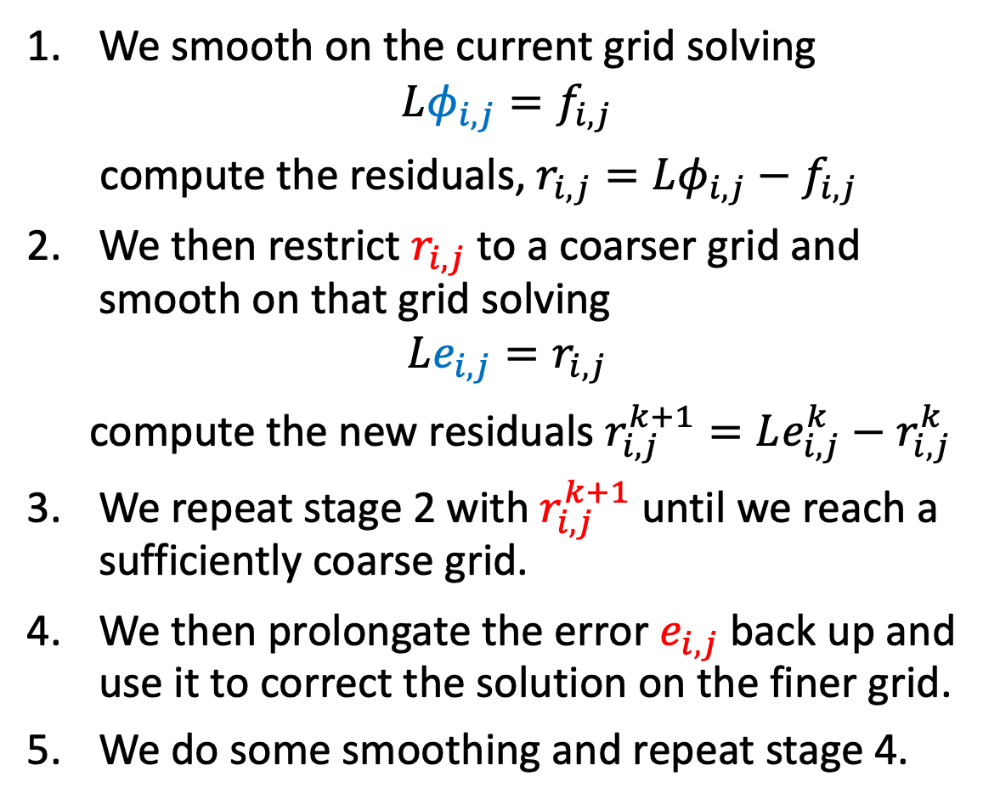 1. We smooth on the current grid solving
Lϕ_{i,j} = f_{i,j}
compute the residuals, r_{i,j} = Lϕ_{i,j} − f_{i,j}
2. We then restrict r_{i,j} to a coarser grid and
smooth on that grid solving
Le_{i,j} = r_{i,j}
compute the new residuals r_{i,j}^{k+1} = Le_{i,j}^{k} − r_{i,j}^{k}
3. We repeat stage 2 with r_{i,j}^{k+1} until we reach a
sufficiently coarse grid.
4. We then prolongate the error e_{i,j} back up and
use it to correct the solution on the finer grid.
5. We do some smoothing and repeat stage 4.